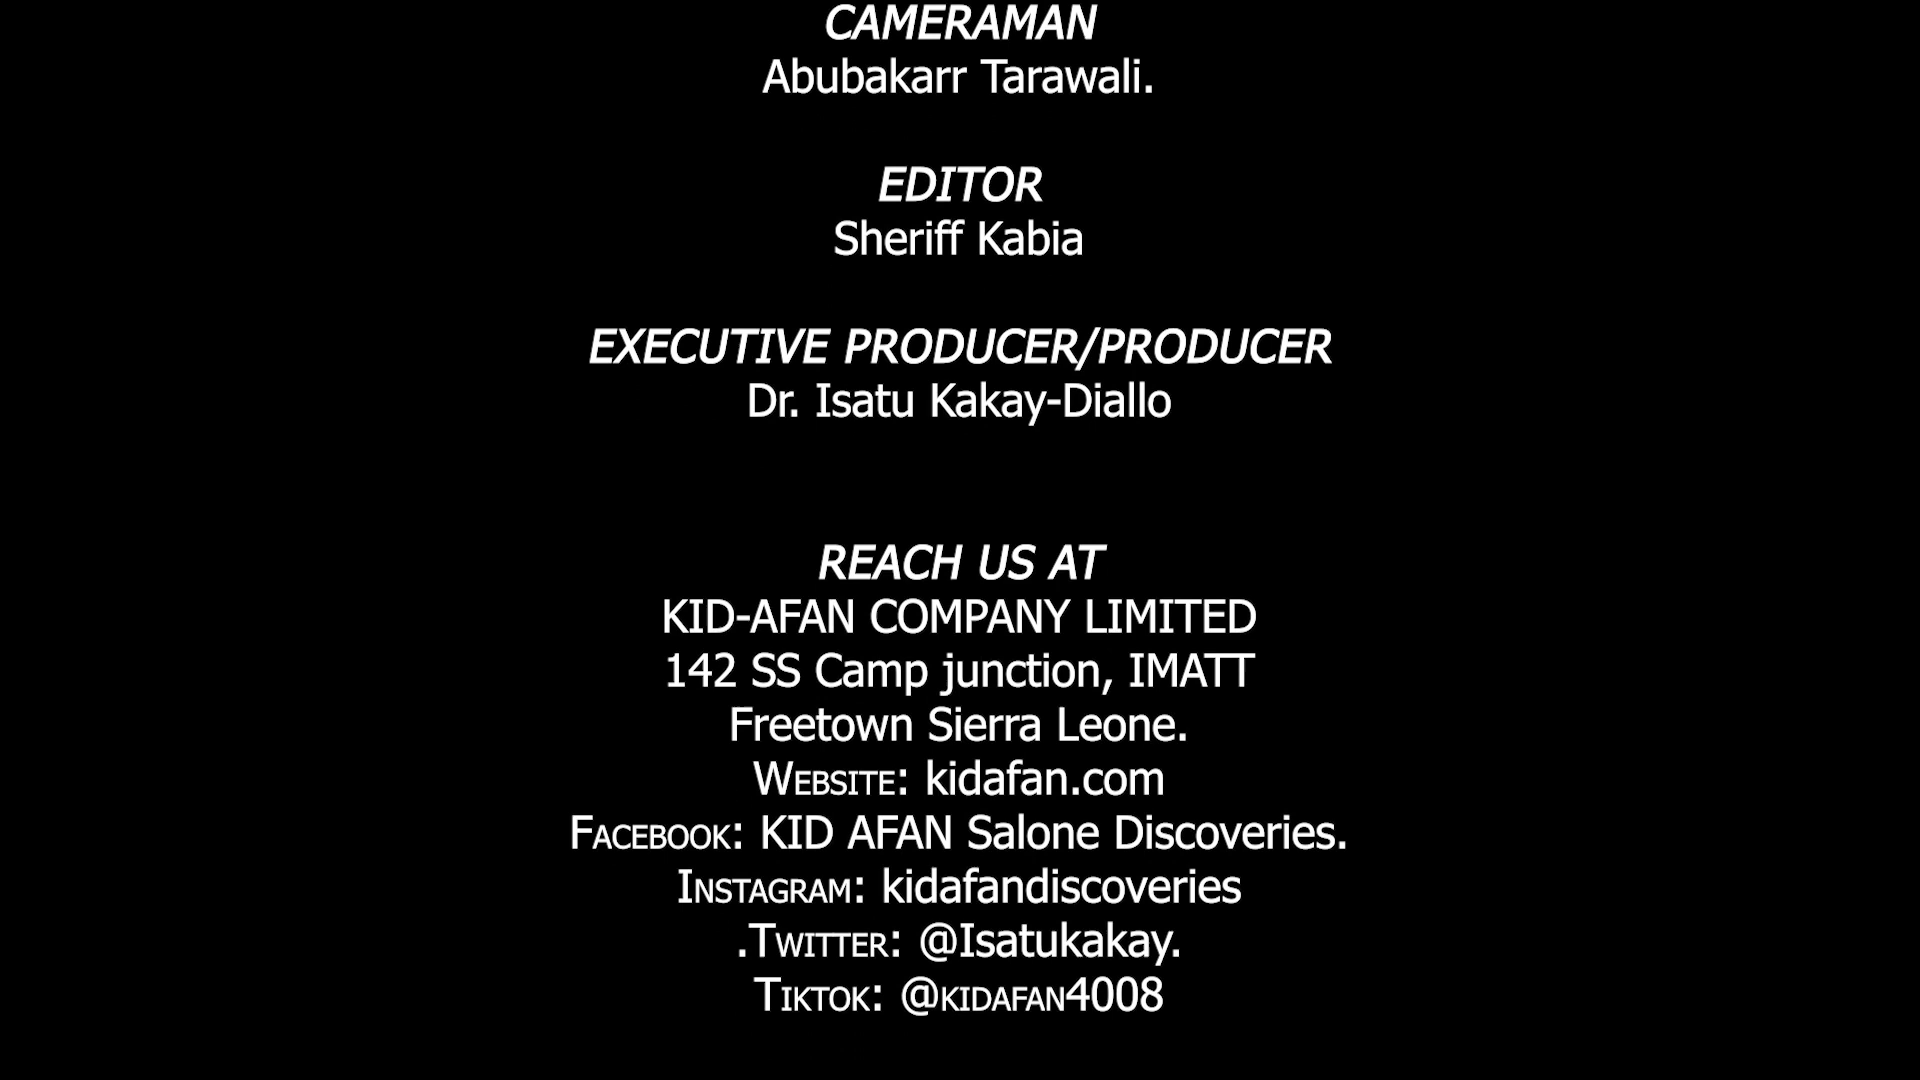 CAMERAMAN
Abubakarr Tarawali.
EDITOR
Sheriff Kabia
EXECUTIVE PRODUCER/PRODUCER
Dr. Isatu Kakay-Diallo
REACH US AT
KID-AFAN COMPANY LIMITED
142 SS Camp junction, IMATT
Freetown Sierra Leone.
Website: kidafan.com
Facebook: KID AFAN Salone Discoveries.
Instagram: kidafandiscoveries
.Twitter: @Isatukakay.
Tiktok: @kidafan4008